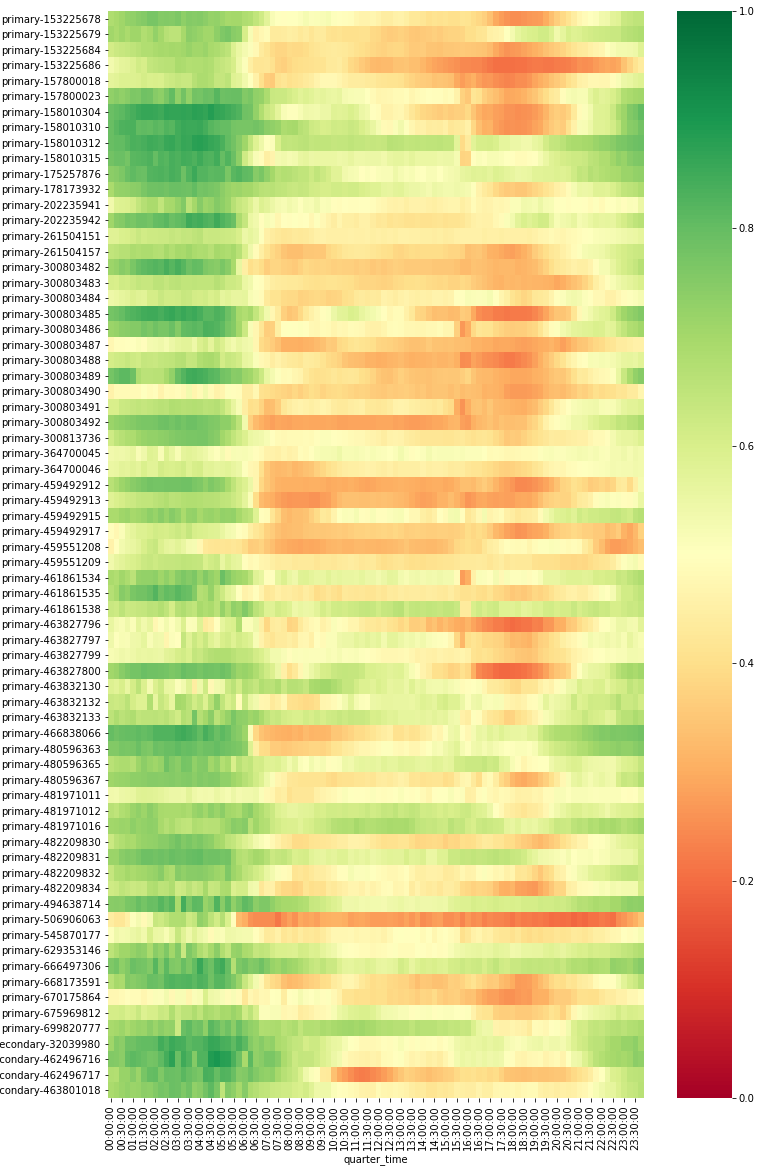 primary-153225678
primary-153225679
primary-153225684
primary-153225686
primary-157800018
primary-157800023
primary-158010304
primary-158010310
primary-158010312
primary-158010315
primary-175257876
primary-178173932
primary-202235941
primary-202235942
primary-261504151
primary-261504157
primary-300803482
primary-300803483
primary-300803484
primary-300803485
primary-300803486
primary-300803487
primary-300803488
primary-300803489
primary-300803490
primary-300803491
primary-300803492
primary-300813736
primary-364700045
primary-364700046
primary-459492912
primary-459492913
primary-459492915
primary-459492917
primary-459551208
primary-459551209
primary-461861534
primary-461861535
primary-461861538
primary-463827796
primary-463827797
primary-463827799
primary-463827800
primary-463832130
primary-463832132
primary-463832133
primary-466838066
primary-480596363
primary-480596365
primary-480596367
primary-481971011
primary-481971012
primary-481971016
primary-482209830
primary-482209831
primary-482209832
primary-482209834
primary-494638714
primary-506906063
primary-545870177
primary-629353146
primary-666497306
primary-668173591
primary-670175864
primary-675969812
primary-699820777
econdary-32039980
condary-462496716
condary-462496717
condary-463801018
00:00:00
00:30:00
01:00:00
01:30:00
02:00:00
02:30:00
03:00:00
03:30:00
04:00:00
04:30:00
05:00:00
05:30:00
06:00:00
06:30:00
07:00:00
07:30:00
08:00:00
08:30:00
09:00:00
09:30:00
10:00:00
10:30:00
11:00:00
11:30:00
12:00:00
12:30:00
13:00:00
13:30:00
14:00:00
14:30:00
15:00:00
15:30:00
16:00:00
16:30:00
17:00:00
17:30:00
18:00:00
18:30:00
19:00:00
19:30:00
20:00:00
20:30:00
21:00:00
21:30:00
22:00:00
22:30:00
23:00:00
23:30:00
quarter_time
1.0
0.8
0.6
0.4
0.2
0.0